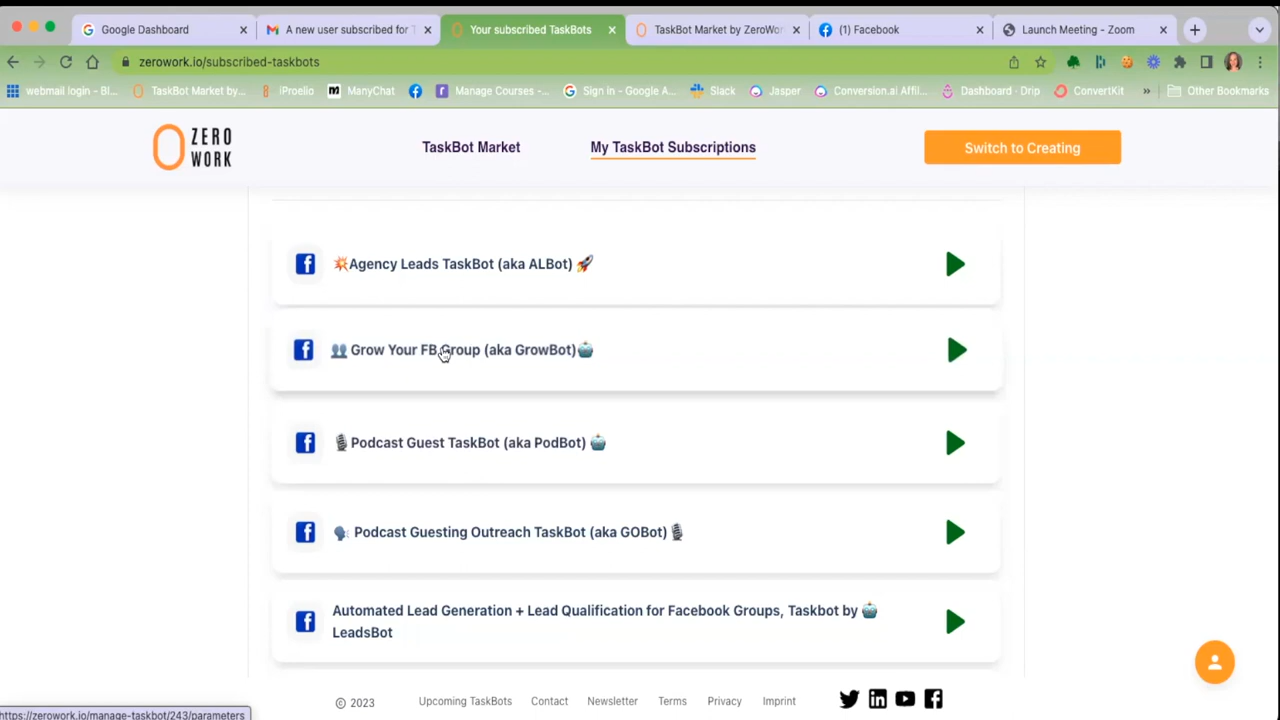 Google Dashboard
A new user subscribed for T
Your subscribed TaskBots
TaskBot Market by ZeroWor
(1) Facebook
Launch Meeting - Zoom
zerowork.io/subscribed-taskbots
webmail login - Bl...
TaskBot Market by...
iProelio
ManyChat
Manage Courses -...
Sign in - Google A...
Slack
Jasper
Conversion.ai Affil...
Dashboard · Drip
ConvertKit
»
Other Bookmarks
ZERO
WORK
TaskBot Market
My TaskBot Subscriptions
Switch to Creating
💥Agency Leads TaskBot (aka ALBot) 🚀
👥 Grow Your FB Group (aka GrowBot)🤖
🎙️Podcast Guest TaskBot (aka PodBot) 🤖
🗣️ Podcast Guesting Outreach TaskBot (aka GOBot)🎙️
Automated Lead Generation + Lead Qualification for Facebook Groups, Taskbot by 🤖
LeadsBot
© 2023
Upcoming TaskBots
Contact
Newsletter
Terms
Privacy
Imprint
https://zerowork.io/manage-taskbot/243/parameters